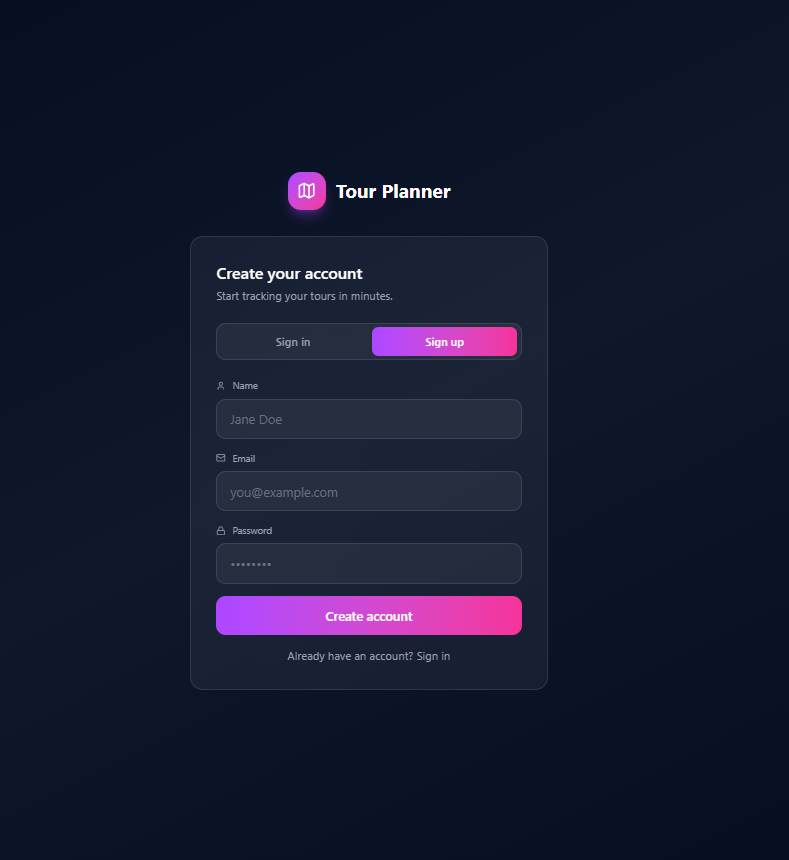 Tour Planner
Create your account
Start tracking your tours in minutes.
Sign in
Sign up
Name
Jane Doe
Email
you@example.com
Password
••••••••
Create account
Already have an account? Sign in